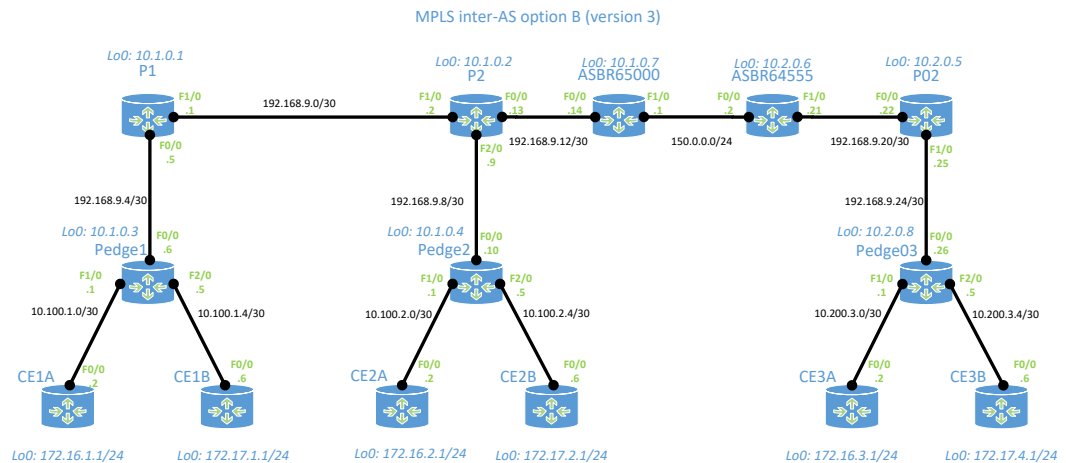 MPLS inter-AS option B (version 3)
Lo0: 10.1.0.1
P1
Lo0: 10.1.0.2
P2
Lo0: 10.1.0.7
ASBR65000
Lo0: 10.2.0.6
ASBR64555
Lo0: 10.2.0.5
P02
F1/0
.1
192.168.9.0/30
F1/0
.2
F0/0
.13
F0/0
.14
F1/0
.1
F0/0
.2
F1/0
.21
F0/0
.22
192.168.9.12/30
150.0.0.0/24
192.168.9.20/30
F0/0
.5
F2/0
.9
F1/0
.25
192.168.9.4/30
192.168.9.8/30
192.168.9.24/30
Lo0: 10.1.0.3
Pedge1
F0/0
.6
Lo0: 10.1.0.4
Pedge2
F0/0
.10
Lo0: 10.2.0.8
Pedge03
F0/0
.26
F1/0
.1
F2/0
.5
F1/0
.1
F2/0
.5
F1/0
.1
F2/0
.5
10.100.1.0/30
10.100.1.4/30
10.100.2.0/30
10.100.2.4/30
10.200.3.0/30
10.200.3.4/30
CE1A
F0/0
.2
CE1B
F0/0
.6
CE2A
F0/0
.2
CE2B
F0/0
.6
CE3A
F0/0
.2
CE3B
F0/0
.6
Lo0: 172.16.1.1/24
Lo0: 172.17.1.1/24
Lo0: 172.16.2.1/24
Lo0: 172.17.2.1/24
Lo0: 172.16.3.1/24
Lo0: 172.17.4.1/24